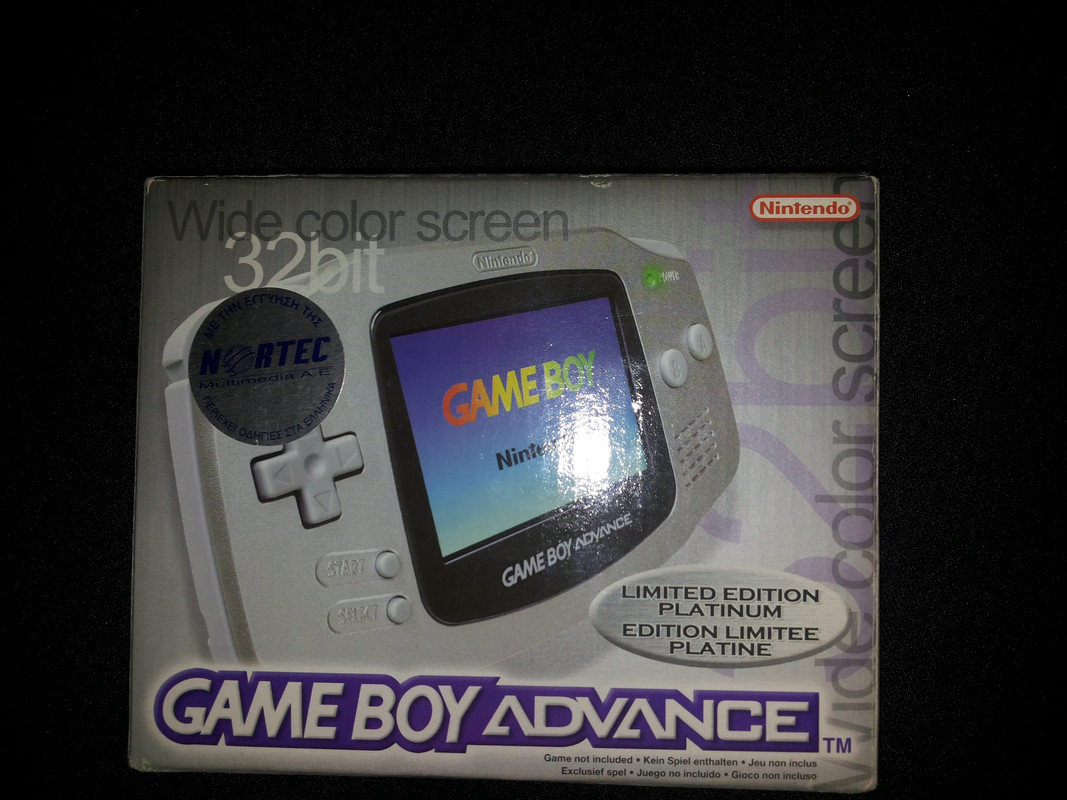 Wide color screen
32bit
Nintendo®
Nintendo
POWER
ΜΕ ΤΗΝ ΕΓΓΥΗΣΗ ΤΗΣ
NORTEC
Multimedia A.E
ΠΕΡΙΕΧΕΙ ΟΔΗΓΙΕΣ ΣΤΑ ΕΛΛΗΝΙΚΑ
GAME BOY
A
B
GAME BOY ADVANCE
START
SELECT
32bit
wide color screen
LIMITED EDITION
PLATINUM
EDITION LIMITEE
PLATINE
GAME BOY ADVANCE TM
Game not included • Kein Spiel enthalten • Jeu non inclus
Exclusief spel • Juego no incluido • Gioco non incluso